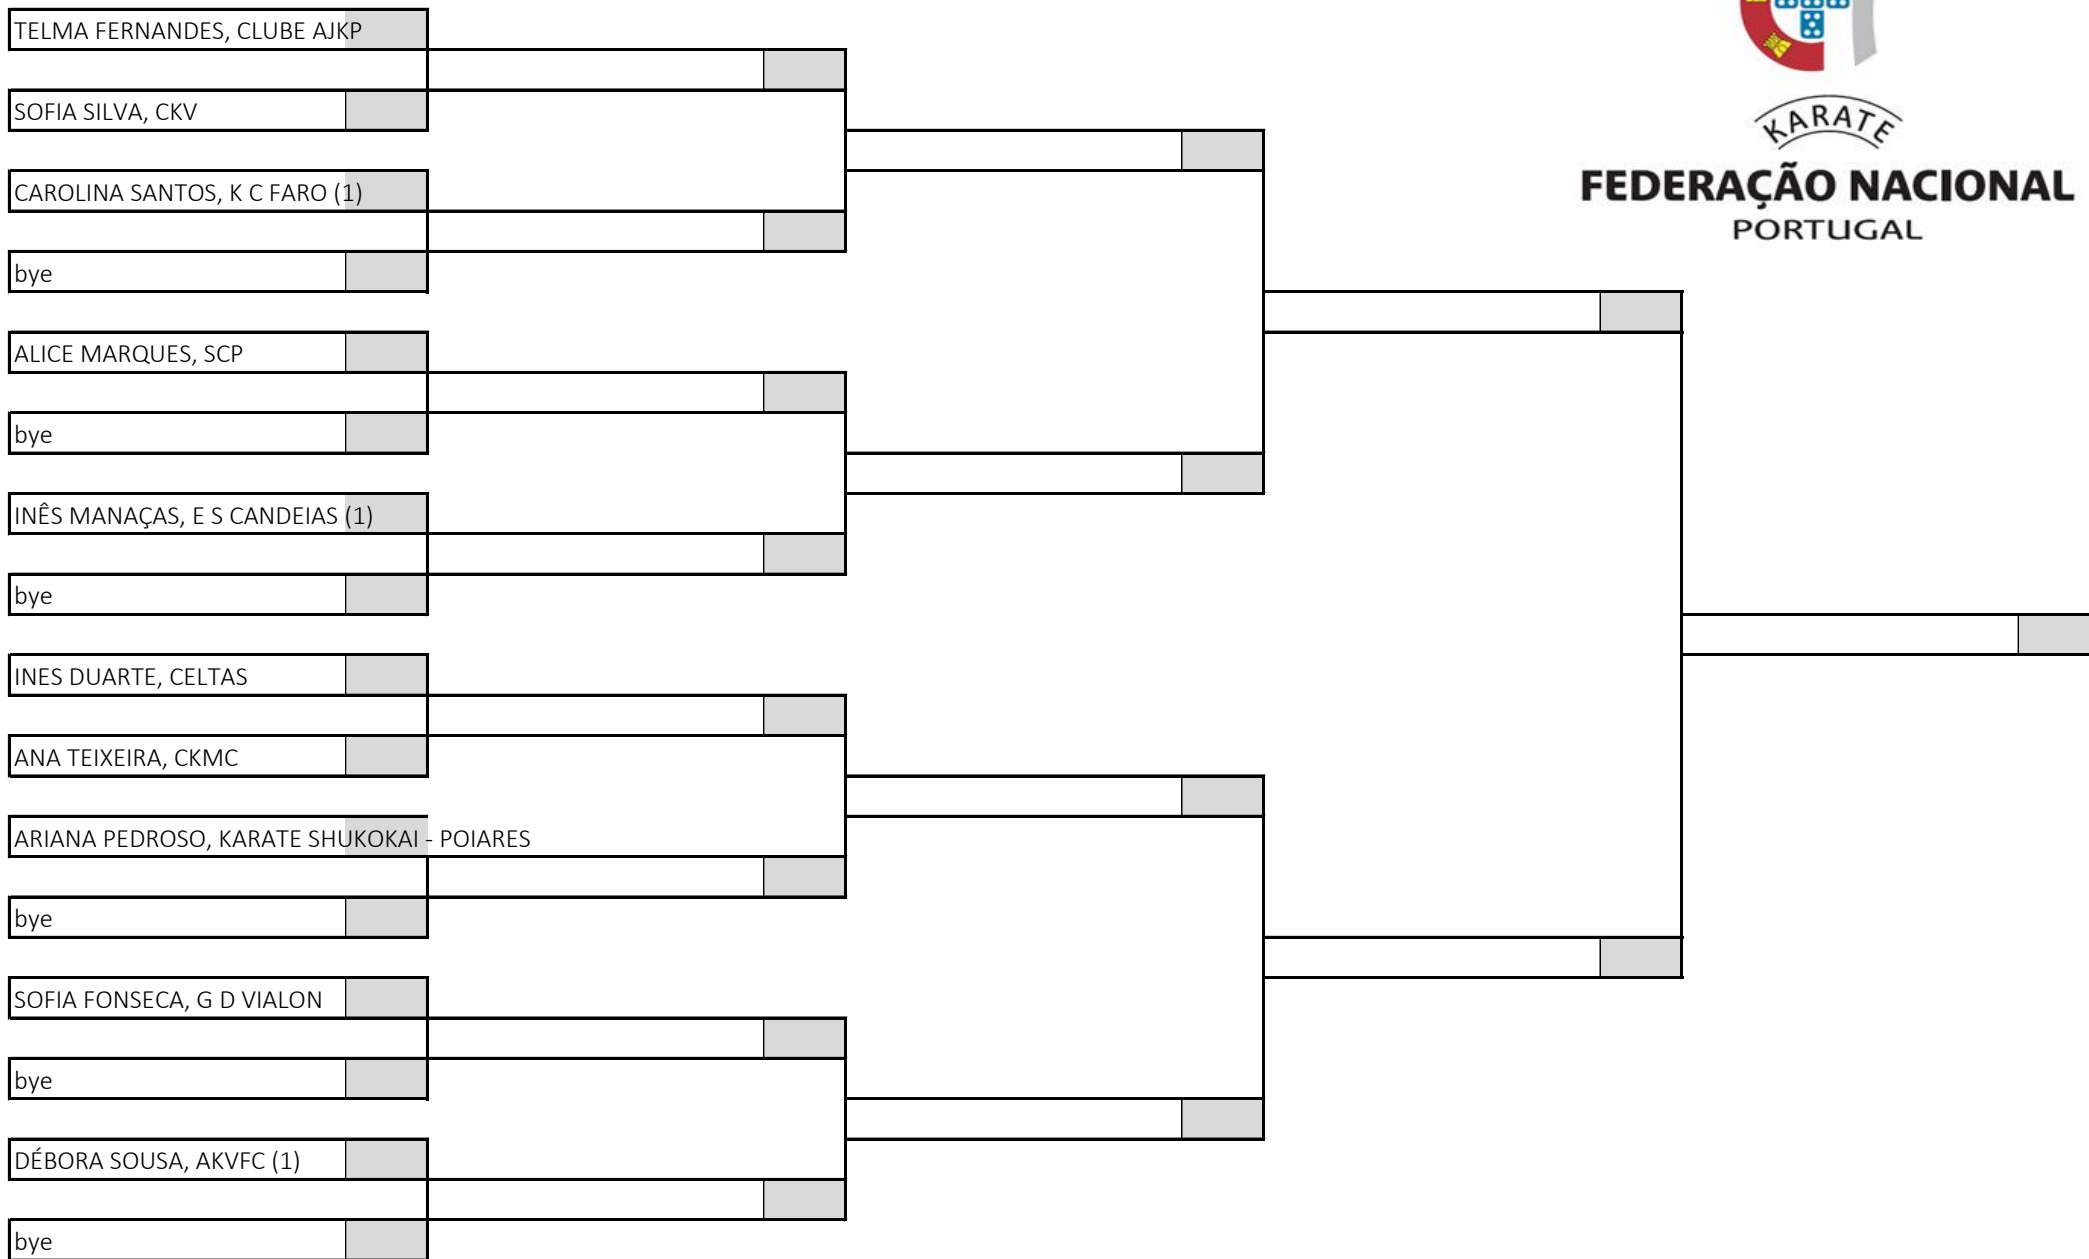 TELMA FERNANDES, CLUBE AJKP
SOFIA SILVA, CKV
CAROLINA SANTOS, K C FARO (1)
bye
ALICE MARQUES, SCP
bye
INÊS MANAÇAS, E S CANDEIAS (1)
bye
INES DUARTE, CELTAS
ANA TEIXEIRA, CKMC
ARIANA PEDROSO, KARATE SHUKOKAI - POIARES
bye
SOFIA FONSECA, G D VIALON
bye
DÉBORA SOUSA, AKVFC (1)
bye
KARATE
FEDERAÇÃO NACIONAL
PORTUGAL